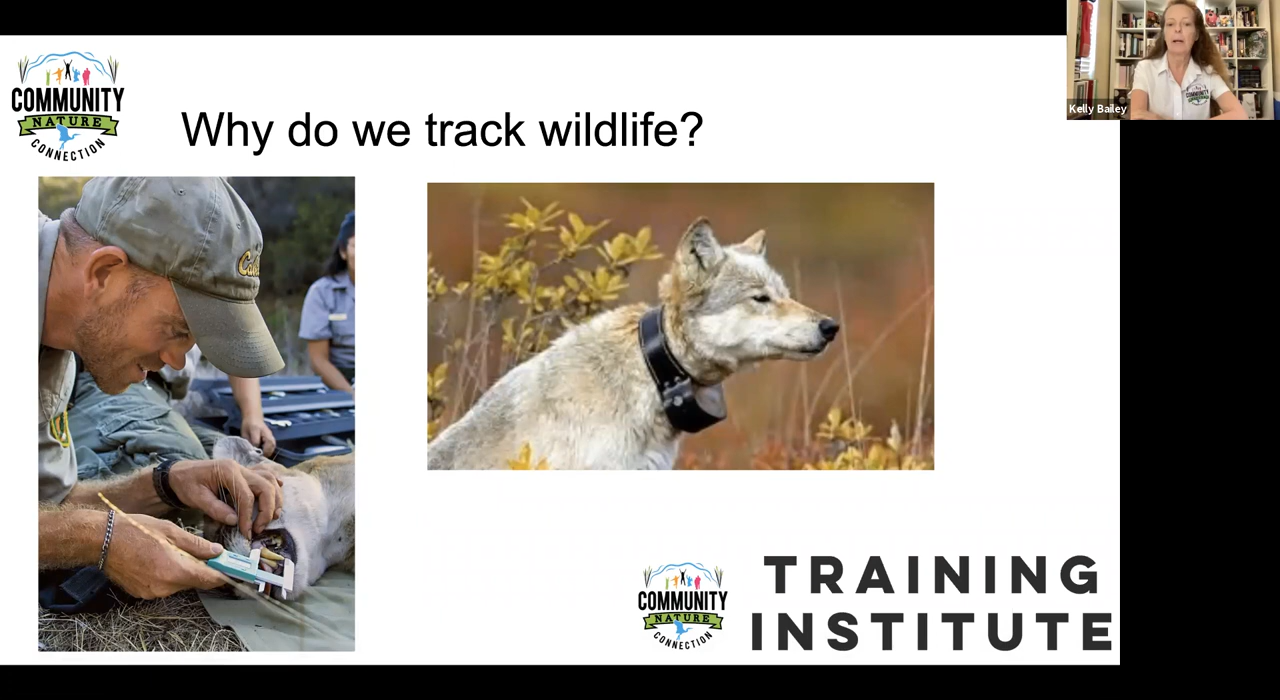 COMMUNITY
NATURE
CONNECTION
Why do we track wildlife?
Kelly Bailey
COMMUNITY
NATURE
CONNECTION
TRAINING
INSTITUTE